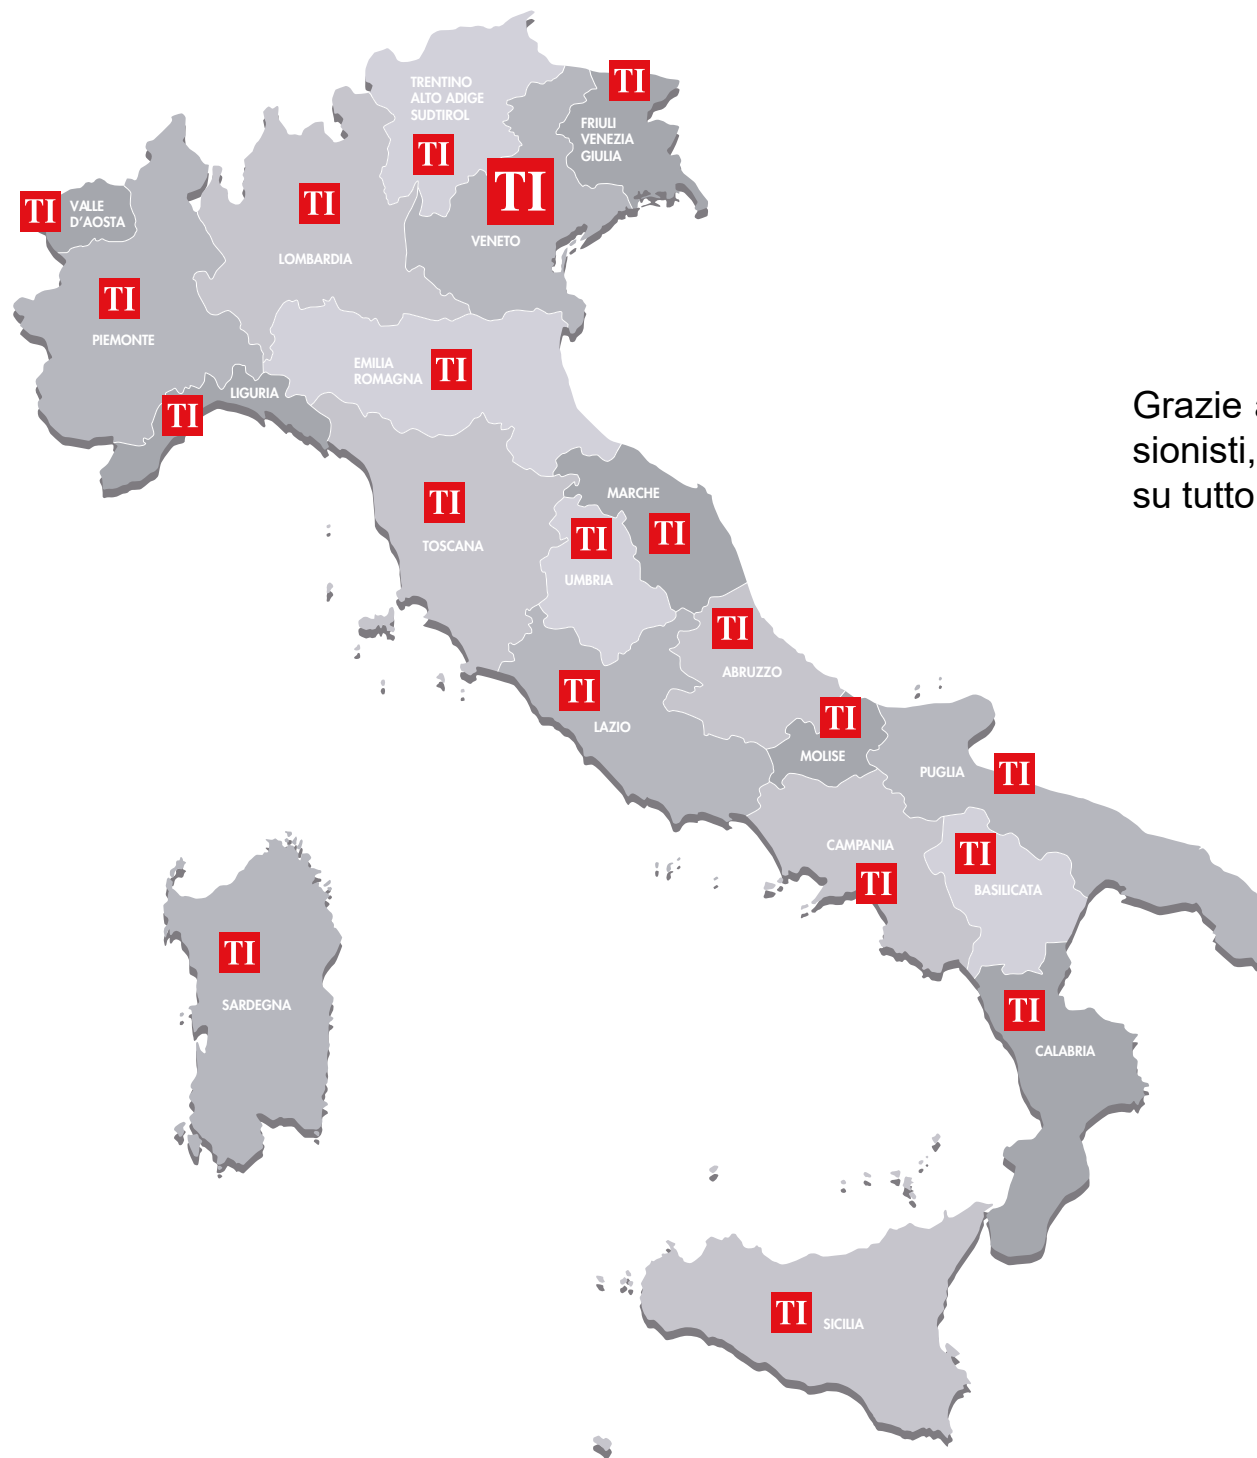 TRENTINO
ALTO ADIGE
SUDTIROL
TI
TI
FRIULI
VENEZIA
GIULIA
TI
VENETO
TI
VALLE
D'AOSTA
TI
LOMBARDIA
TI
PIEMONTE
EMILIA
ROMAGNA
TI
LIGURIA
TI
Grazie
sionisti,
su tutto
TI
TOSCANA
MARCHE
TI
TI
UMBRIA
TI
ABRUZZO
TI
LAZIO
TI
MOLISE
PUGLIA
TI
CAMPANIA
TI
TI
BASILICATA
TI
SARDEGNA
TI
CALABRIA
TI
SICILIA